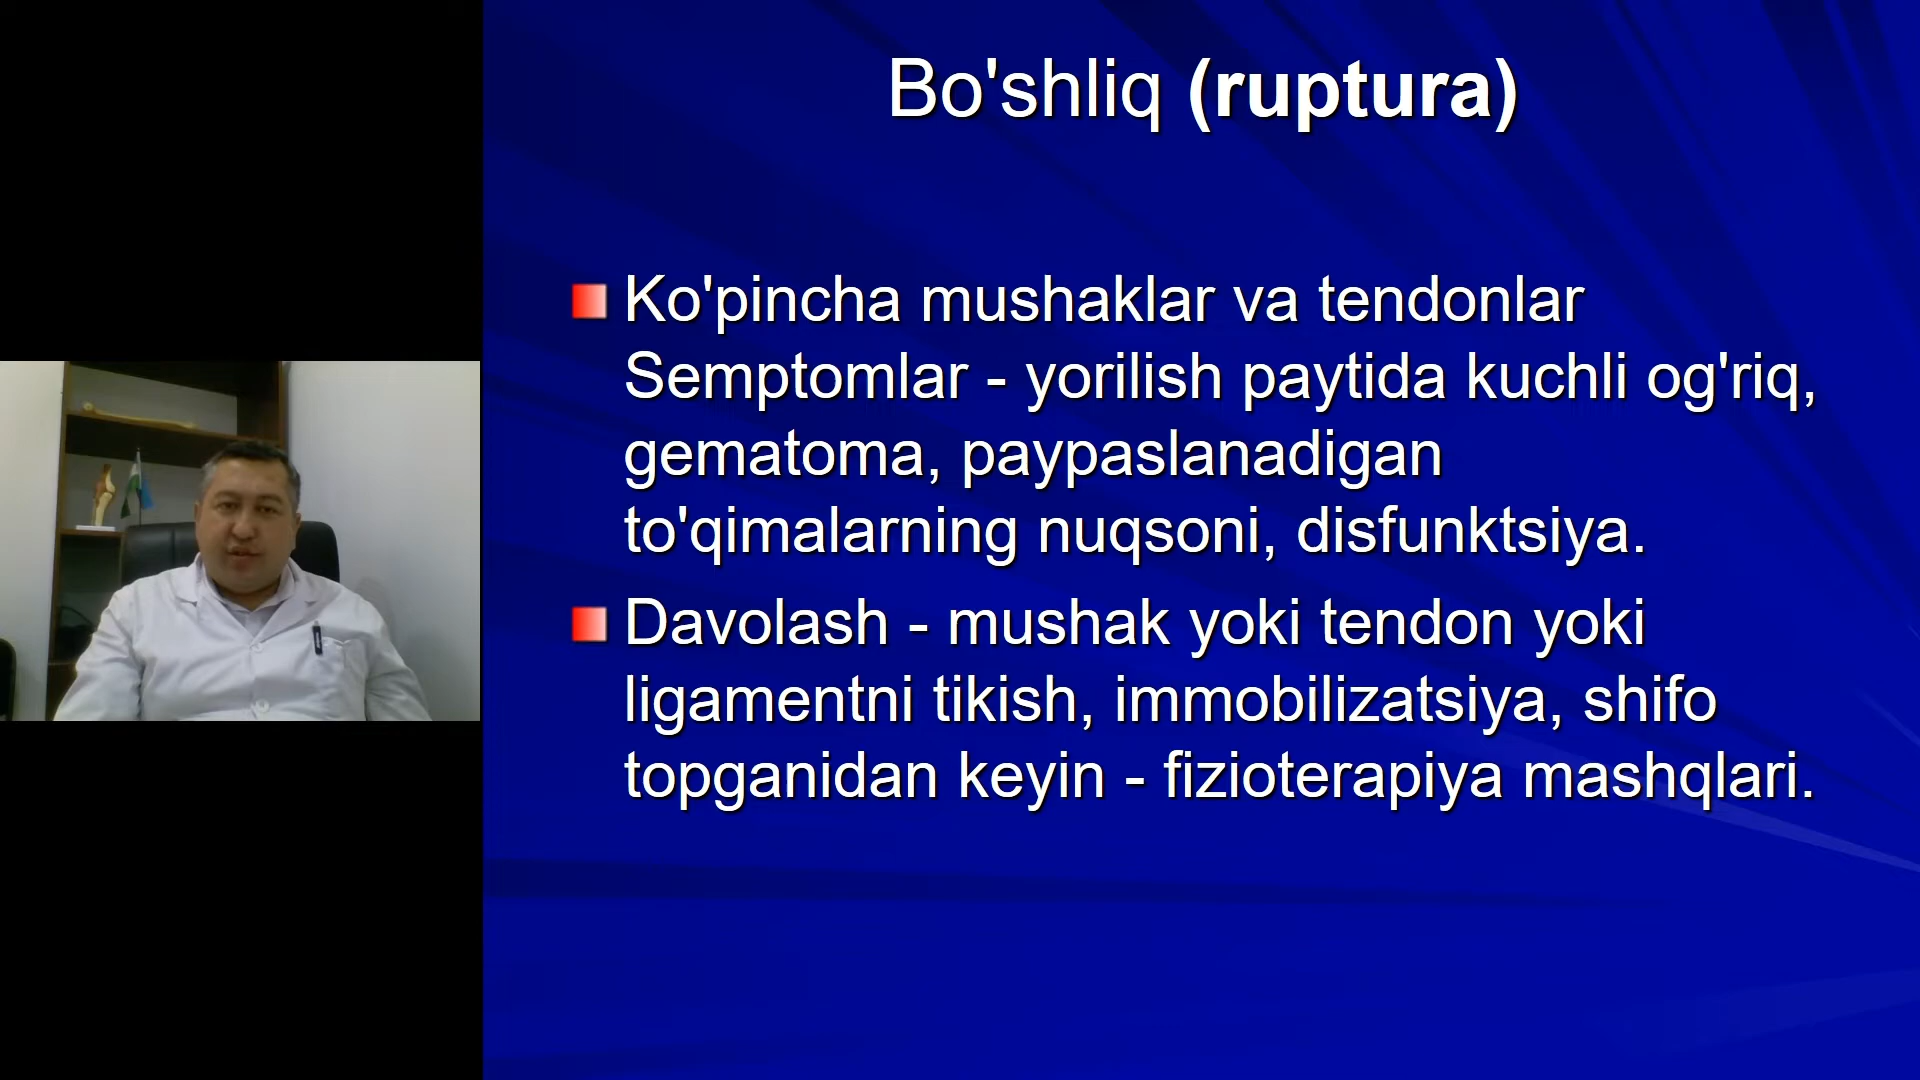 Bo'shliq (ruptura)
Ko'pincha mushaklar va tendonlar
Semptomlar - yorilish paytida kuchli og'riq,
gematoma, paypaslanadigan
to'qimalarning nuqsoni, disfunktsiya.
Davolash - mushak yoki tendon yoki
ligamentni tikish, immobilizatsiya, shifo
topganidan keyin - fizioterapiya mashqlari.